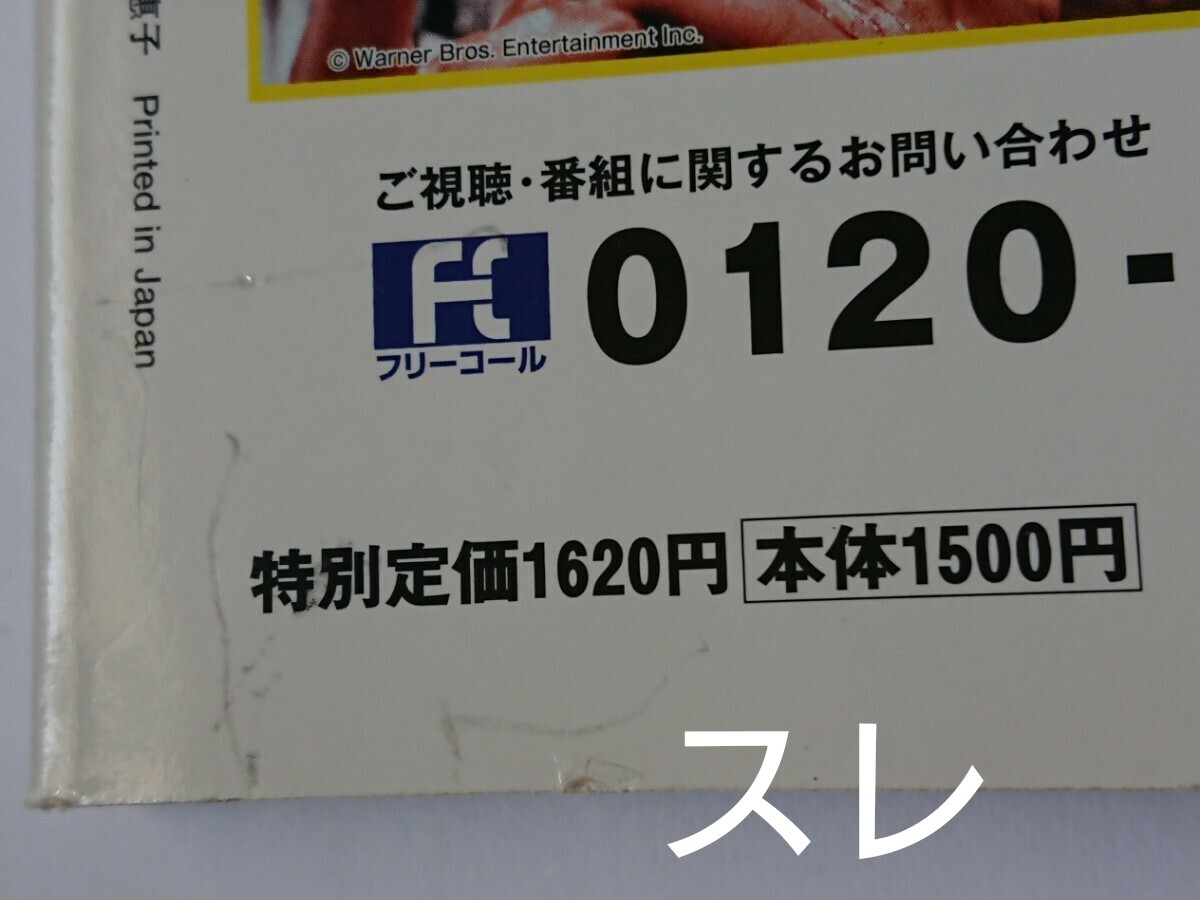 © Warner Bros. Entertainment Inc.
恵子 Printed in Japan
ご視聴・番組に関するお問い合わせ
フリーコール
0120-
特別定価1620円 本体1500円
スレ